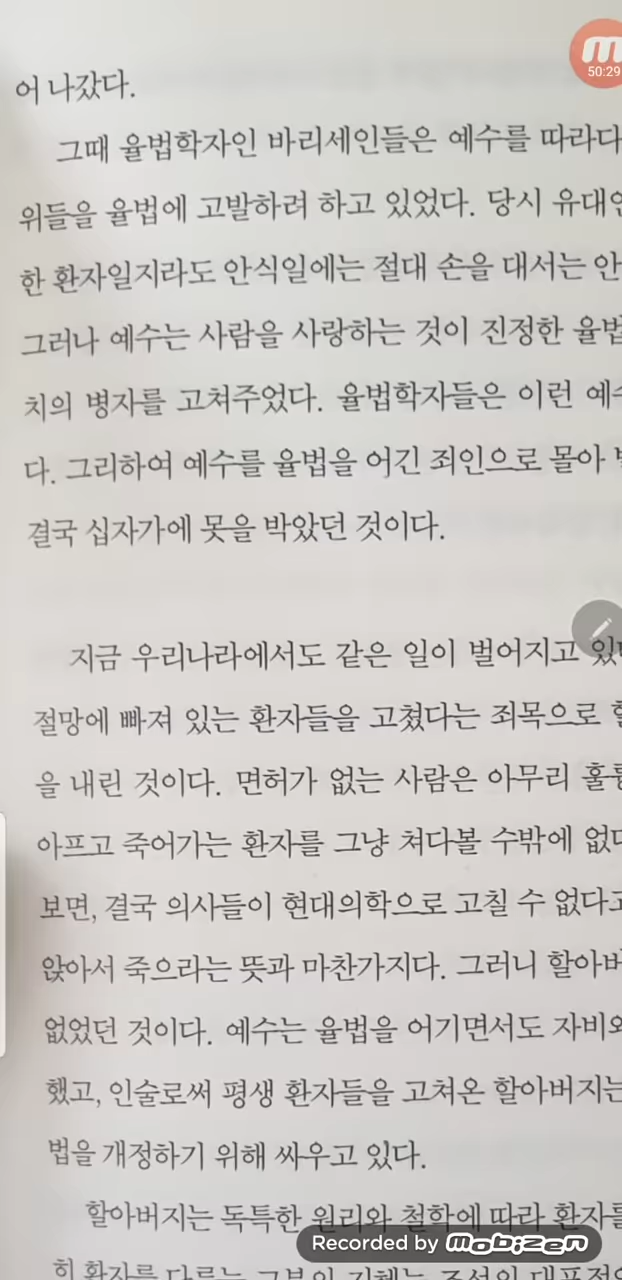 어 나갔다.
그때 율법학자인 바리세인들은 예수를 따라다
위들을 율법에 고발하려 하고 있었다. 당시 유대인
한 환자일지라도 안식일에는 절대 손을 대서는 안
그러나 예수는 사람을 사랑하는 것이 진정한 율법
치의 병자를 고쳐주었다. 율법학자들은 이런 예수
다. 그리하여 예수를 율법을 어긴 죄인으로 몰아
결국 십자가에 못을 박았던 것이다.
지금 우리나라에서도 같은 일이 벌어지고
절망에 빠져 있는 환자들을 고쳤다는 죄목으로
을 내린 것이다. 면허가 없는 사람은 아무리
아프고 죽어가는 환자를 그냥 쳐다볼 수밖에 없다
보면, 결국 의사들이 현대의학으로 고칠 수 없다고
앉아서 죽으라는 뜻과 마찬가지다. 그러니 할아버
없었던 것이다. 예수는 율법을 어기면서도 자비와
했고, 인술로써 평생 환자들을 고쳐온 할아버지는
법을 개정하기 위해 싸우고 있다.
할아버지는 독특한 원리와 철학에 따라 환자를
히 환자를 다루는
50:29
Recorded by mobizen